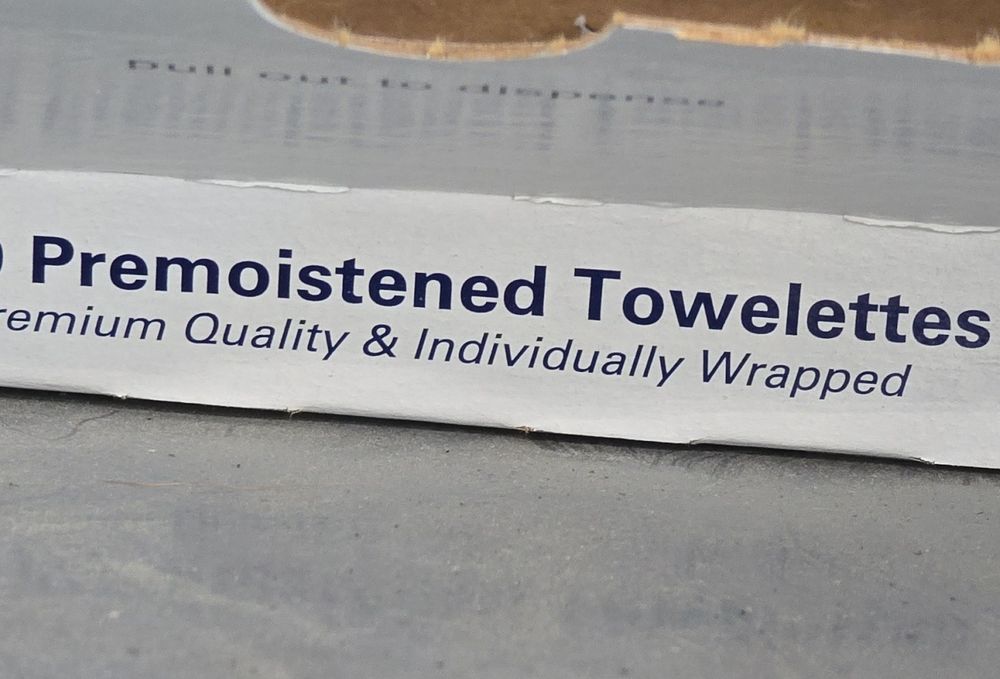 pull out to dispense
Premoistened Towelettes
remium Quality & Individually Wrapped